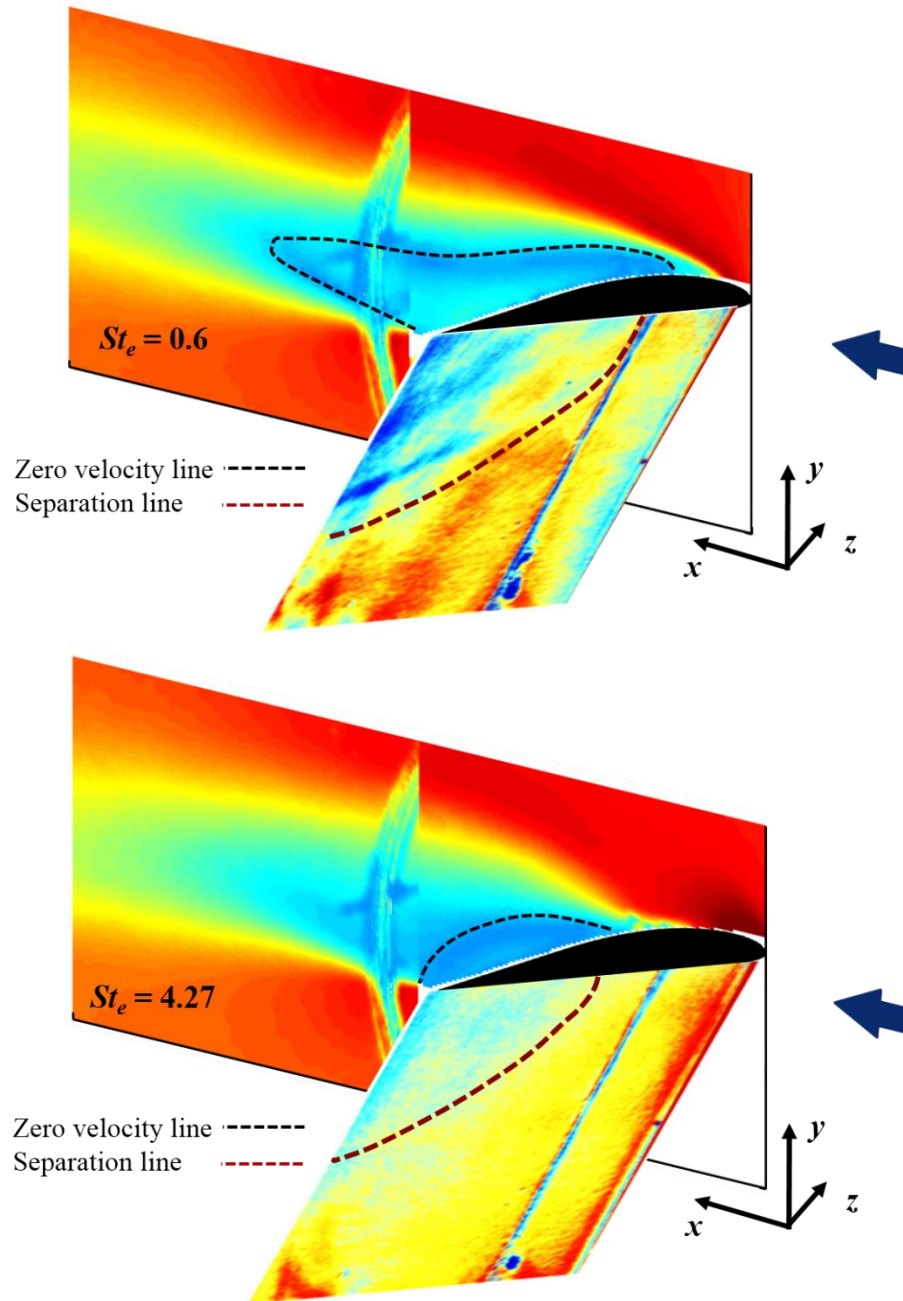 St_e = 0.6
Zero velocity line
Separation line
y
z
x
St_e = 4.27
Zero velocity line
Separation line
y
z
x